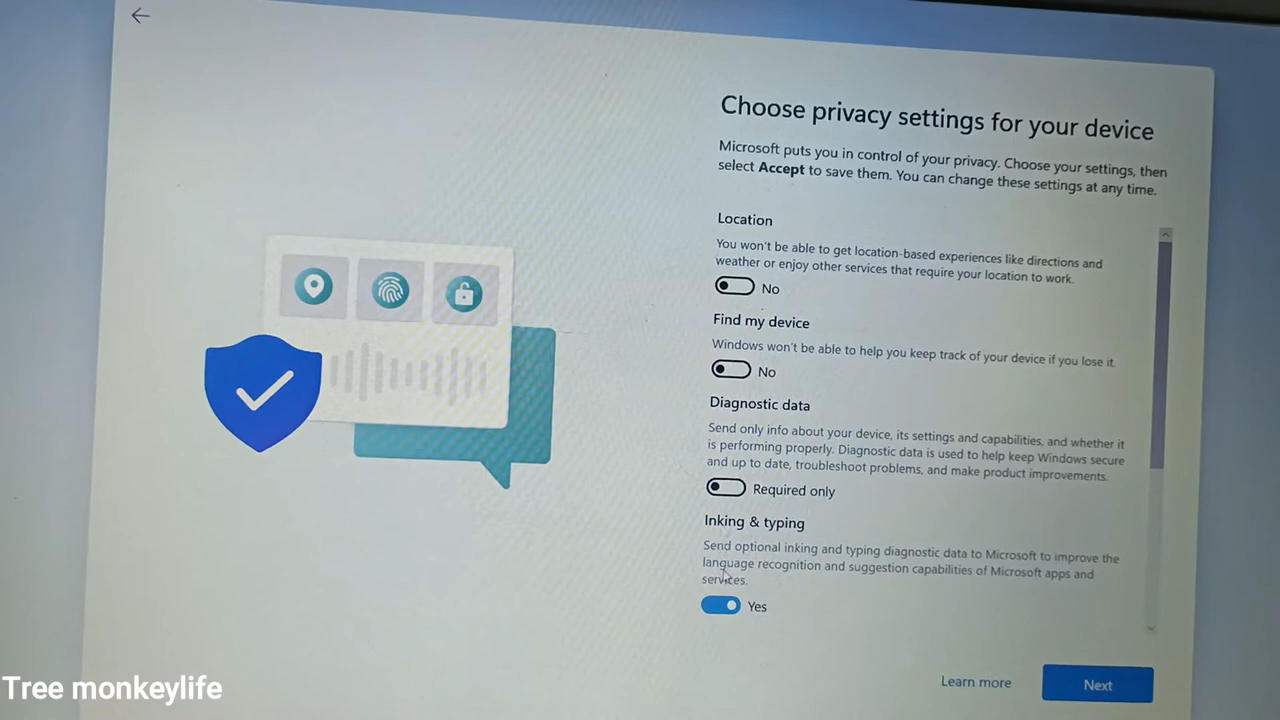 Choose privacy settings for your device
Microsoft puts you in control of your privacy. Choose your settings, then
select Accept to save them. You can change these settings at any time.
Location
You won't be able to get location-based experiences like directions and
weather or enjoy other services that require your location to work.
No
Find my device
Windows won't be able to help you keep track of your device if you lose it.
No
Diagnostic data
Send only info about your device, its settings and capabilities, and whether it
is performing properly. Diagnostic data is used to help keep Windows secure
and up to date, troubleshoot problems, and make product improvements.
Required only
Inking & typing
Send optional inking and typing diagnostic data to Microsoft to improve the
language recognition and suggestion capabilities of Microsoft apps and
services.
Yes
Learn more
Next
Tree monkeylife